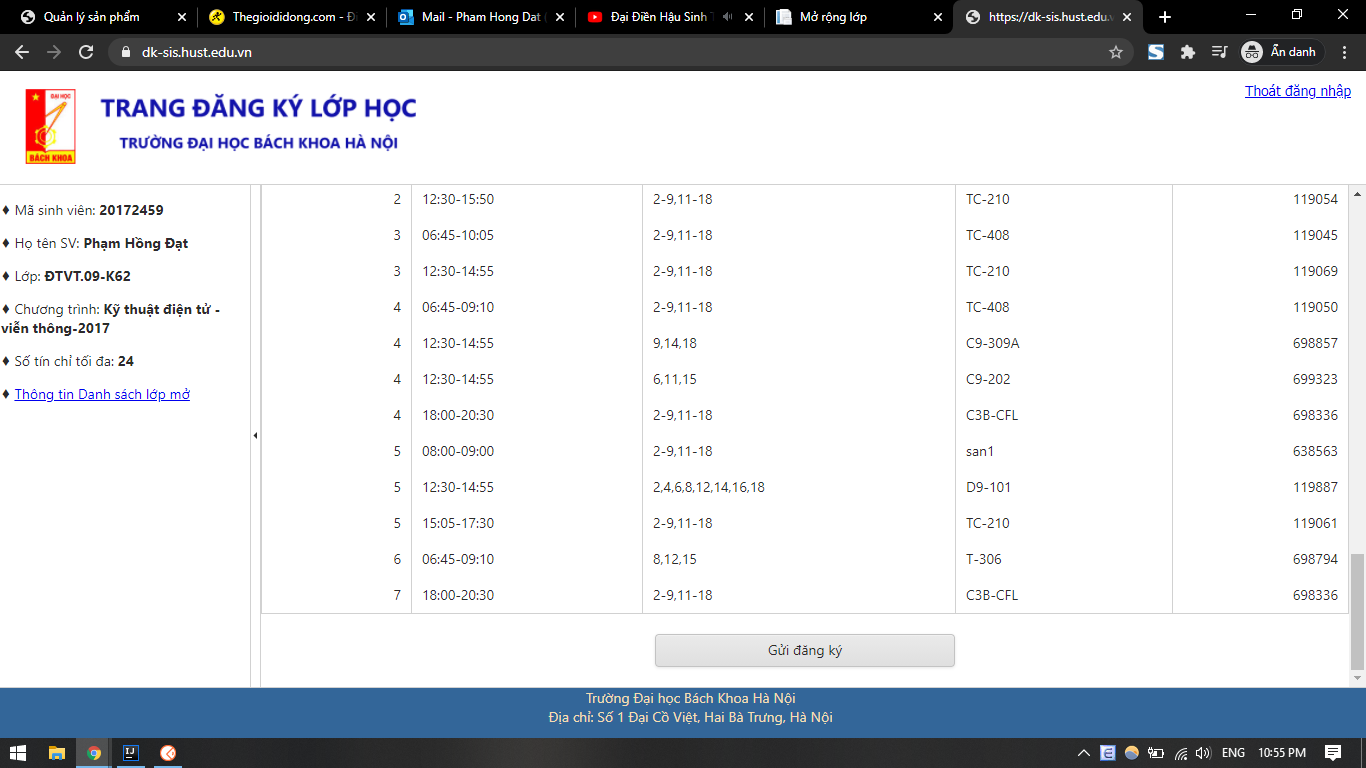 Quản lý sản phẩm
Thegioididong.com - Đi
Mail - Pham Hong Dat (
Đại Điền Hậu Sinh T
Mở rộng lớp
https://dk-sis.hust.edu.v
dk-sis.hust.edu.vn
Ẩn danh
ĐẠI HỌC
BÁCH KHOA
TRANG ĐĂNG KÝ LỚP HỌC
TRƯỜNG ĐẠI HỌC BÁCH KHOA HÀ NỘI
Thoát đăng nhập
♦ Mã sinh viên: 20172459
♦ Họ tên SV: Phạm Hồng Đạt
♦ Lớp: ĐTVT.09-K62
♦ Chương trình: Kỹ thuật điện tử -
viễn thông-2017
♦ Số tín chỉ tối đa: 24
♦ Thông tin Danh sách lớp mở
2 12:30-15:50 2-9,11-18 TC-210 119054
3 06:45-10:05 2-9,11-18 TC-408 119045
3 12:30-14:55 2-9,11-18 TC-210 119069
4 06:45-09:10 2-9,11-18 TC-408 119050
4 12:30-14:55 9,14,18 C9-309A 698857
4 12:30-14:55 6,11,15 C9-202 699323
4 18:00-20:30 2-9,11-18 C3B-CFL 698336
5 08:00-09:00 2-9,11-18 san1 638563
5 12:30-14:55 2,4,6,8,12,14,16,18 D9-101 119887
5 15:05-17:30 2-9,11-18 TC-210 119061
6 06:45-09:10 8,12,15 T-306 698794
7 18:00-20:30 2-9,11-18 C3B-CFL 698336
Gửi đăng ký
Trường Đại học Bách Khoa Hà Nội
Địa chỉ: Số 1 Đại Cồ Việt, Hai Bà Trưng, Hà Nội
IJ
E
ENG
10:55 PM